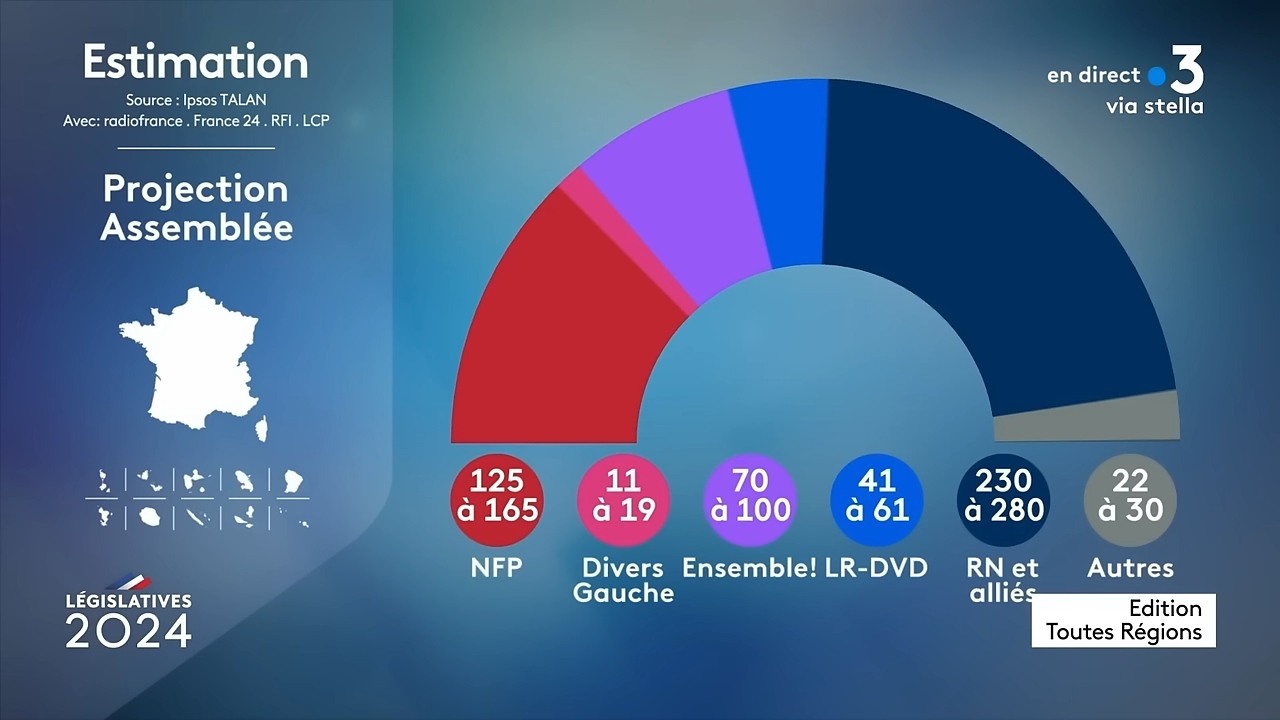 Estimation
Source : Ipsos TALAN
Avec: radiofrance . France 24 . RFI . LCP
Projection
Assemblée
LÉGISLATIVES
2024
en direct 3
via stella
125
à 165
NFP
11
à 19
Divers
Gauche
70
à 100
Ensemble!
41
à 61
LR-DVD
230
à 280
RN et
alliés
22
à 30
Autres
Edition
Toutes Régions